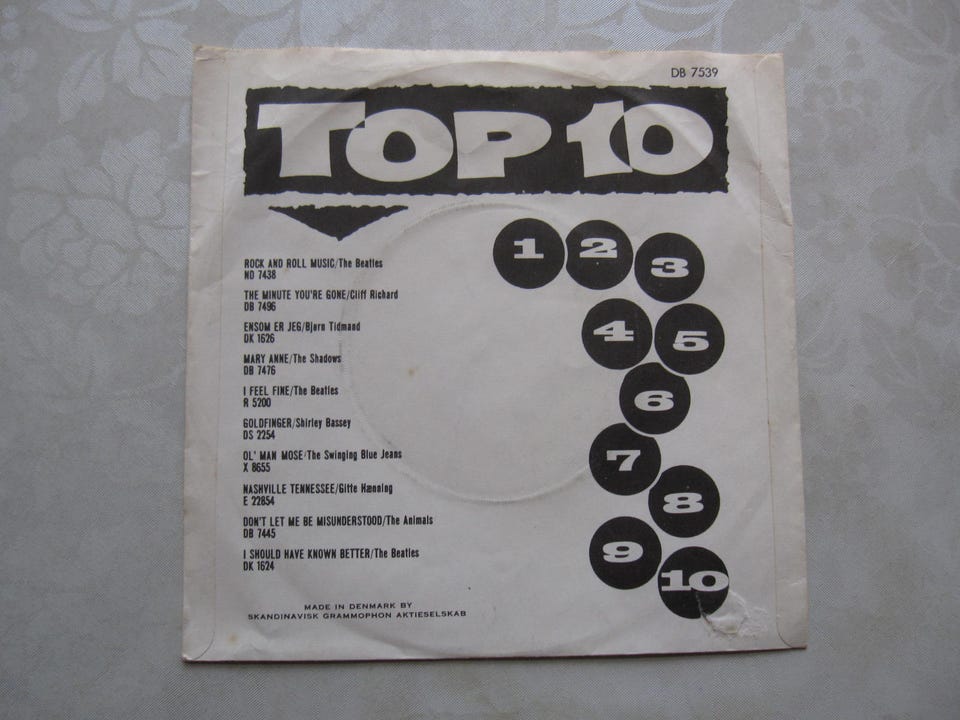 DB 7539
TOP 10
ROCK AND ROLL MUSIC/The Beatles
ND 7438
THE MINUTE YOU'RE GONE/Cliff Richard
DB 7496
ENSOM ER JEG/Bjørn Tidmand
DK 1626
MARY ANNE/The Shadows
DB 7476
I FEEL FINE/The Beatles
R 5200
GOLDFINGER/Shirley Bassey
DS 2254
OL' MAN MOSE/The Swinging Blue Jeans
X 8655
NASHVILLE TENNESSEE/Gitte Hænning
E 22854
DON'T LET ME BE MISUNDERSTOOD/The Animals
DB 7445
I SHOULD HAVE KNOWN BETTER/The Beatles
DK 1624
1 2 3
4 5
6
7
8
9
10
MADE IN DENMARK BY
SKANDINAVISK GRAMMOPHON AKTIESELSKAB